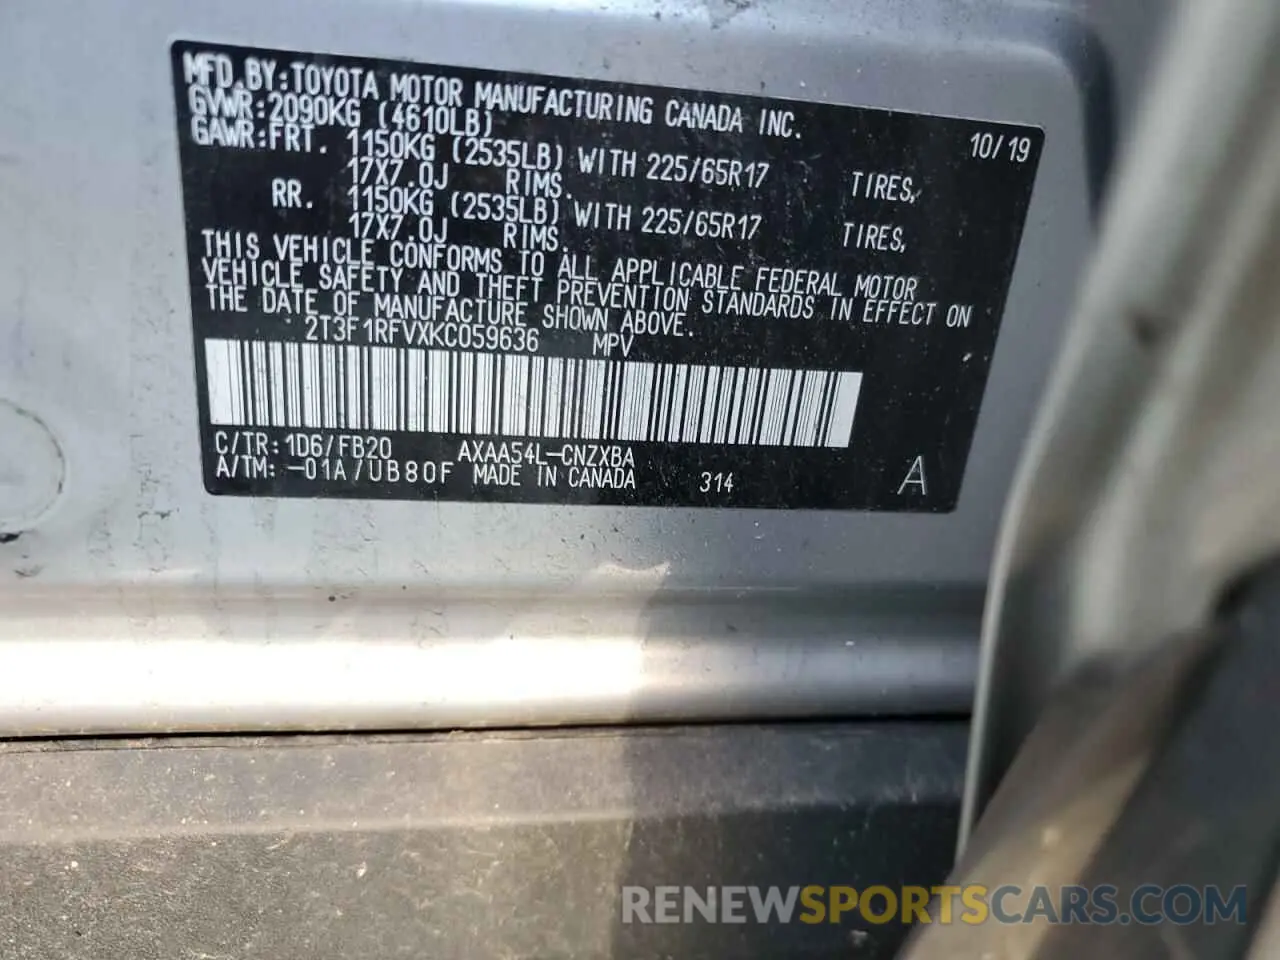 MFD.BY:TOYOTA MOTOR MANUFACTURING CANADA INC. 10/19
GVWR:2090KG (4610LB)
GAWR:FRT. 1150KG (2535LB) WITH 225/65R17 TIRES,
17X7.0J RIMS.
RR. 1150KG (2535LB) WITH 225/65R17 TIRES,
17X7.0J RIMS.
THIS VEHICLE CONFORMS TO ALL APPLICABLE FEDERAL MOTOR
VEHICLE SAFETY AND THEFT PREVENTION STANDARDS IN EFFECT ON
THE DATE OF MANUFACTURE SHOWN ABOVE.
2T3F1RFVXKC059636 MPV
C/TR:1D6/FB20 AXAA54L-CNZXBA
A/TM:-01A/UB80F MADE IN CANADA 314 A
RENEWSPORTSCARS.COM